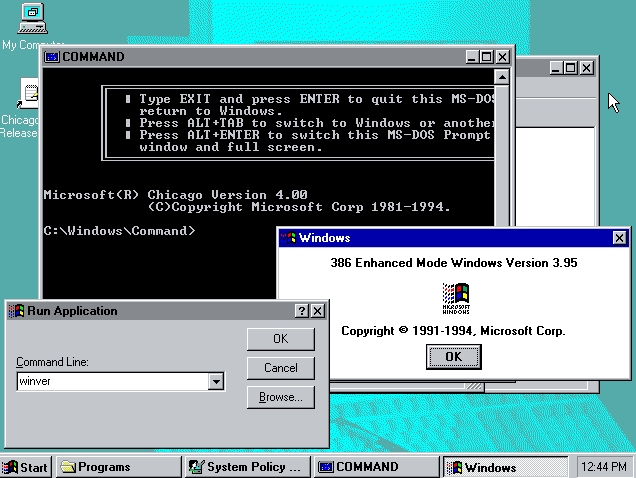 My Computer
Chicago
Release
COMMAND
Type EXIT and press ENTER to quit this MS-DOS
return to Windows.
Press ALT+TAB to switch to Windows or another
Press ALT+ENTER to switch this MS-DOS Prompt
window and full screen.
Microsoft(R) Chicago Version 4.00
(C)Copyright Microsoft Corp 1981-1994.
C:\Windows\Command>
Windows
386 Enhanced Mode Windows Version 3.95
MICROSOFT
WINDOWS
Copyright © 1991-1994, Microsoft Corp.
OK
Run Application
Command Line:
winver
OK
Cancel
Browse...
Start
Programs
System Policy ...
COMMAND
Windows
12:44 PM